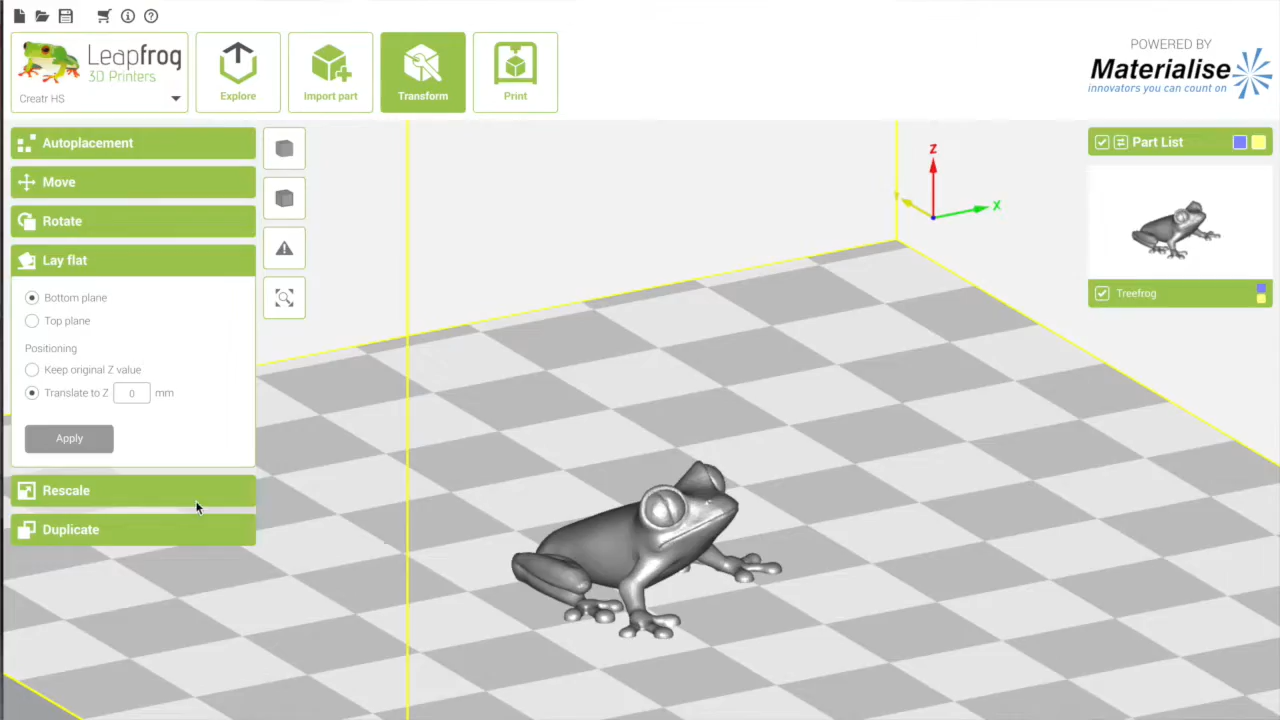 Leapfrog
3D Printers
Creatr HS
Explore
Import part
Transform
Print
POWERED BY
Materialise
innovators you can count on
Autoplacement
Move
Rotate
Lay flat
Bottom plane
Top plane
Positioning
Keep original Z value
Translate to Z 0 mm
Apply
Rescale
Duplicate
Z
X
Part List
Treefrog